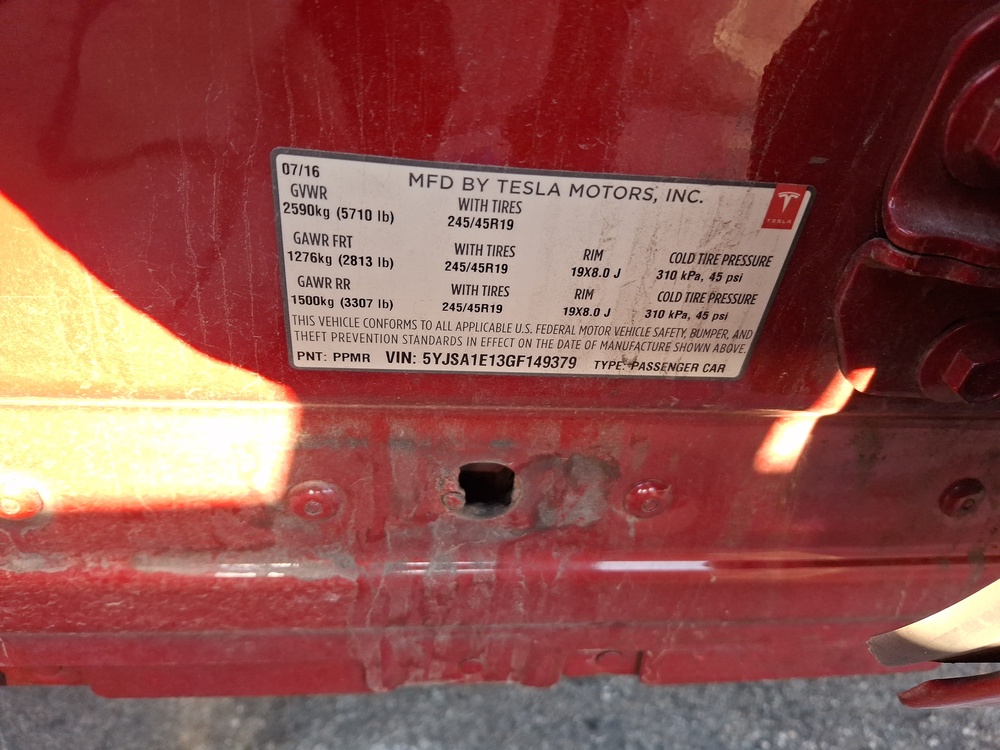 07/16
MFD BY TESLA MOTORS, INC.
TESLA
GVWR WITH TIRES
2590kg (5710 lb) 245/45R19
GAWR FRT WITH TIRES RIM COLD TIRE PRESSURE
1276kg (2813 lb) 245/45R19 19X8.0 J 310 kPa, 45 psi
GAWR RR WITH TIRES RIM COLD TIRE PRESSURE
1500kg (3307 lb) 245/45R19 19X8.0 J 310 kPa, 45 psi
THIS VEHICLE CONFORMS TO ALL APPLICABLE U.S. FEDERAL MOTOR VEHICLE SAFETY, BUMPER, AND
THEFT PREVENTION STANDARDS IN EFFECT ON THE DATE OF MANUFACTURE SHOWN ABOVE.
PNT: PPMR VIN: 5YJSA1E13GF149379 TYPE: PASSENGER CAR